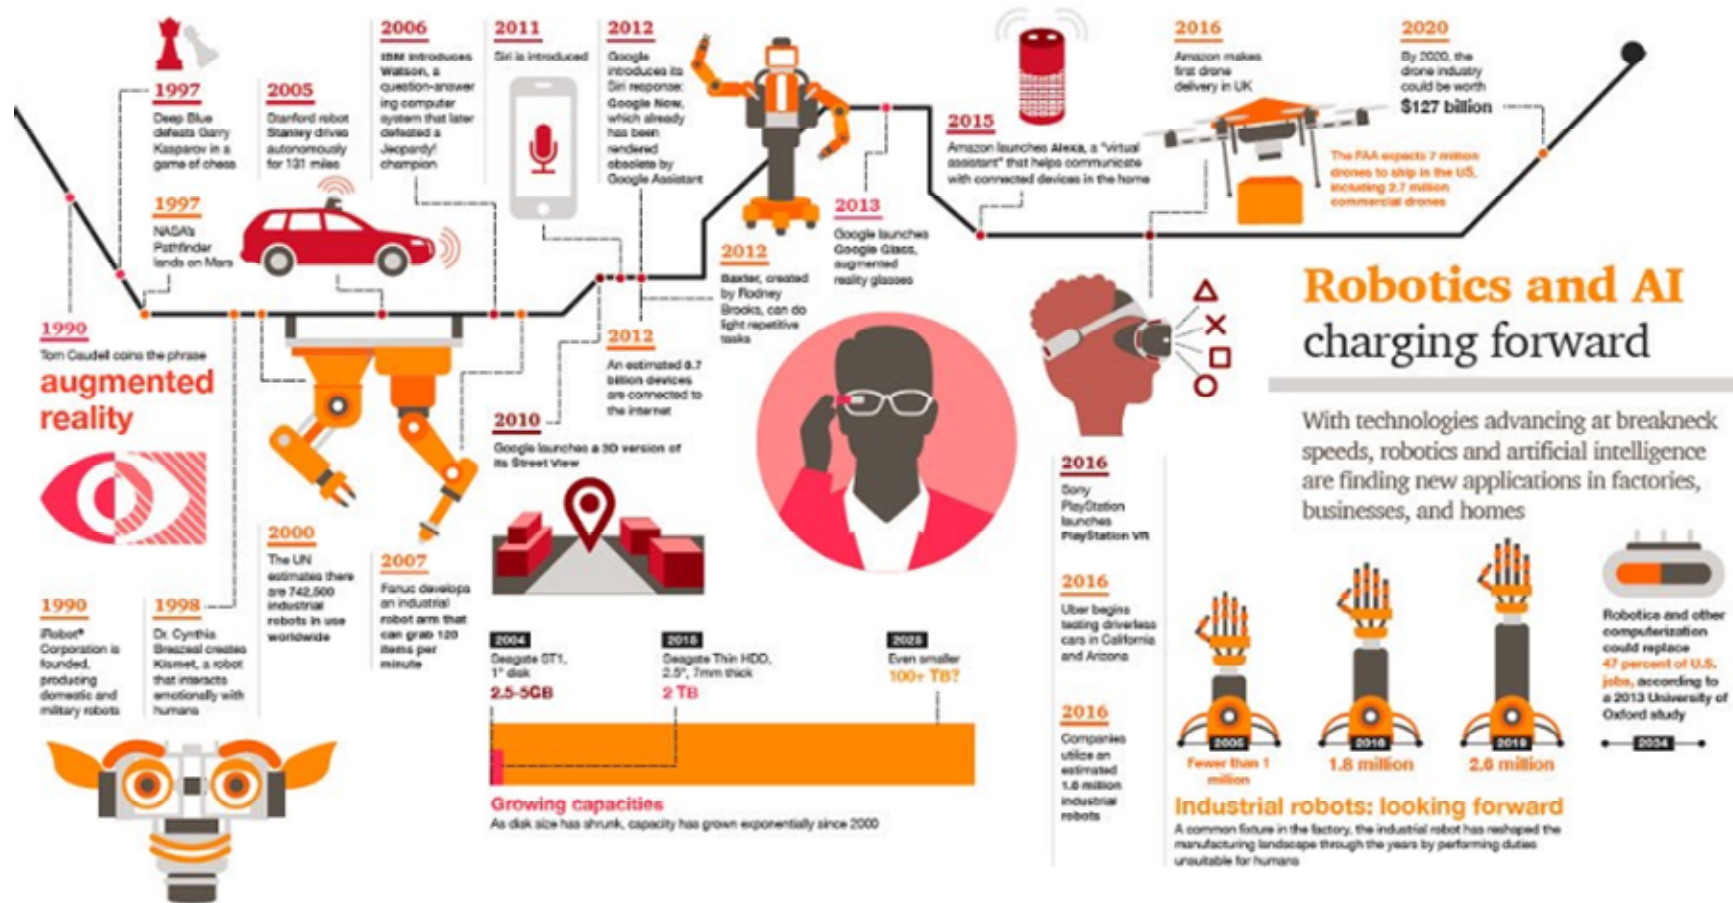 1997
Deep Blue
defeats Garry
Kasparov in a
game of chess
1997
NASA's
Pathfinder
lands on Mars
2005
Stanford robot
Stanley drives
autonomously
for 131 miles
2006
IBM introduces
Watson, a
question-answer
ing computer
system that later
defeated a
Jeopardy!
champion
2011
Siri is introduced
2012
Google
introduces its
Siri response:
Google Now,
which already
has been
rendered
obsolete by
Google Assistant
2012
Baxter, created
by Rodney
Brooks, can do
light repetitive
tasks
2012
An estimated 8.7
billion devices
are connected to
the internet
2013
Google launches
Google Glass,
augmented
reality glasses
2015
Amazon launches Alexa, a "virtual
assistant" that helps communicate
with connected devices in the home
2016
Amazon makes
first drone
delivery in UK
2020
By 2020, the
drone industry
could be worth
$127 billion
The FAA expects 7 million
drones to ship in the US,
including 2.7 million
commercial drones
1990
Tom Caudell coins the phrase
augmented
reality
1990
iRobot®
Corporation is
founded,
producing
domestic and
military robots
1998
Dr. Cynthia
Breazeal creates
Kismet, a robot
that interacts
emotionally with
humans
2000
The UN
estimates there
are 742,500
industrial
robots in use
worldwide
2007
Fanuc develops
an industrial
robot arm that
can grab 120
items per
minute
2010
Google launches a 3D version of
its Street View
2004
Seagate ST1,
1" disk
2.5-5GB
2015
Seagate Thin HDD,
2.5", 7mm thick
2 TB
2025
Even smaller
100+ TB?
Growing capacities
As disk size has shrunk, capacity has grown exponentially since 2000
2016
Sony
PlayStation
launches
PlayStation VR
2016
Uber begins
testing driverless
cars in California
and Arizona
2016
Companies
utilize an
estimated
1.8 million
industrial
robots
Robotics and AI
charging forward
With technologies advancing at breakneck
speeds, robotics and artificial intelligence
are finding new applications in factories,
businesses, and homes
2005
Fewer than 1
million
2016
1.8 million
2019
2.6 million
Industrial robots: looking forward
A common fixture in the factory, the industrial robot has reshaped the
manufacturing landscape through the years by performing duties
unsuitable for humans
Robotics and other
computerization
could replace
47 percent of U.S.
jobs, according to
a 2013 University of
Oxford study
2034